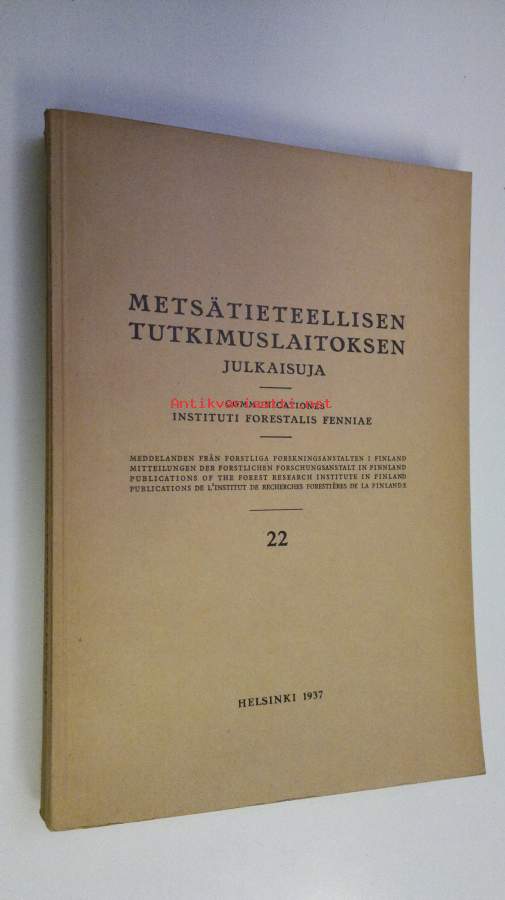 METSÄTIETEELLISEN
TUTKIMUSLAITOKSEN
JULKAISUJA
COMMUNICATIONES
Antikvariaatti.net
INSTITUTI FORESTALIS FENNIAE
MEDDELANDEN FRÅN FORSTLIGA FORSKNINGSANSTALTEN I FINLAND
MITTEILUNGEN DER FORSTLICHEN FORSCHUNGSANSTALT IN FINNLAND
PUBLICATIONS OF THE FOREST RESEARCH INSTITUTE IN FINLAND
PUBLICATIONS DE L'INSTITUT DE RECHERCHES FORESTIÈRES DE LA FINLANDE
22
HELSINKI 1937